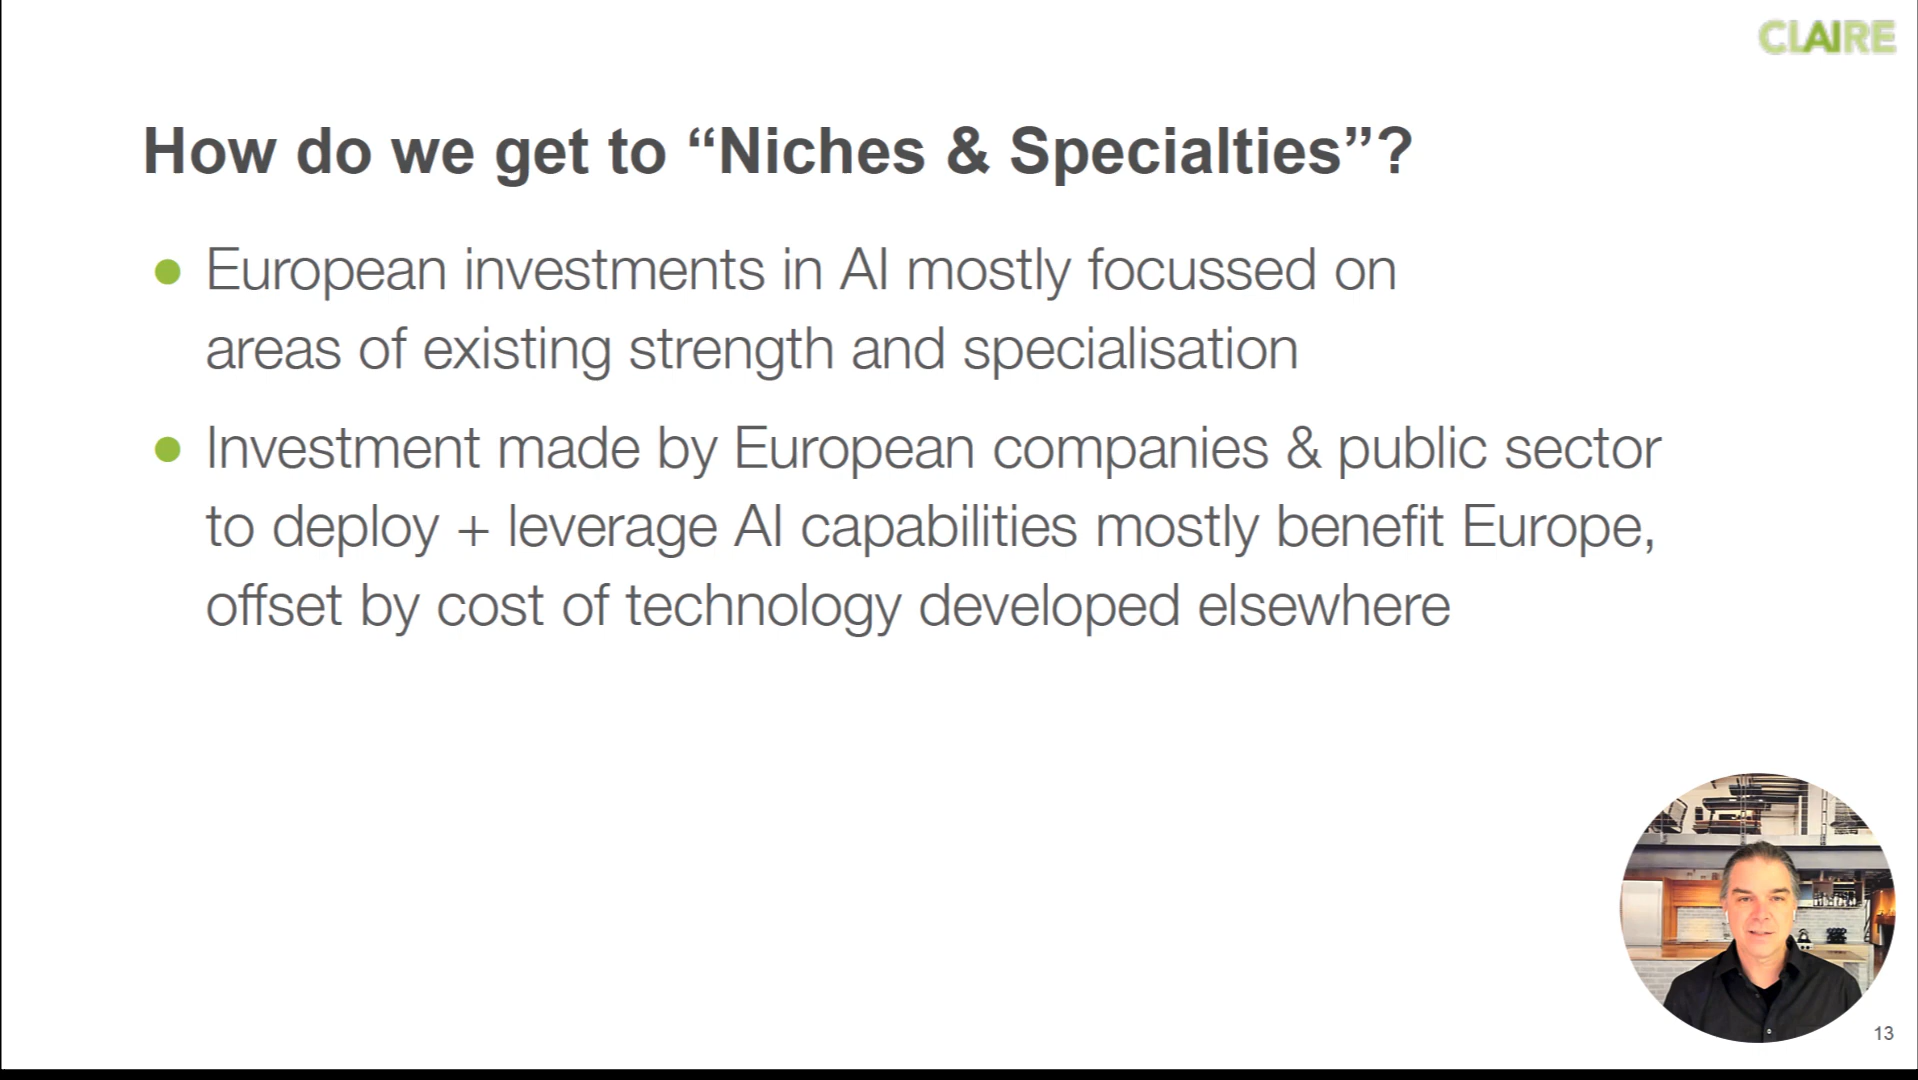 CLAIRE
How do we get to “Niches & Specialties”?
● European investments in AI mostly focussed on
areas of existing strength and specialisation
● Investment made by European companies & public sector
to deploy + leverage AI capabilities mostly benefit Europe,
offset by cost of technology developed elsewhere
13